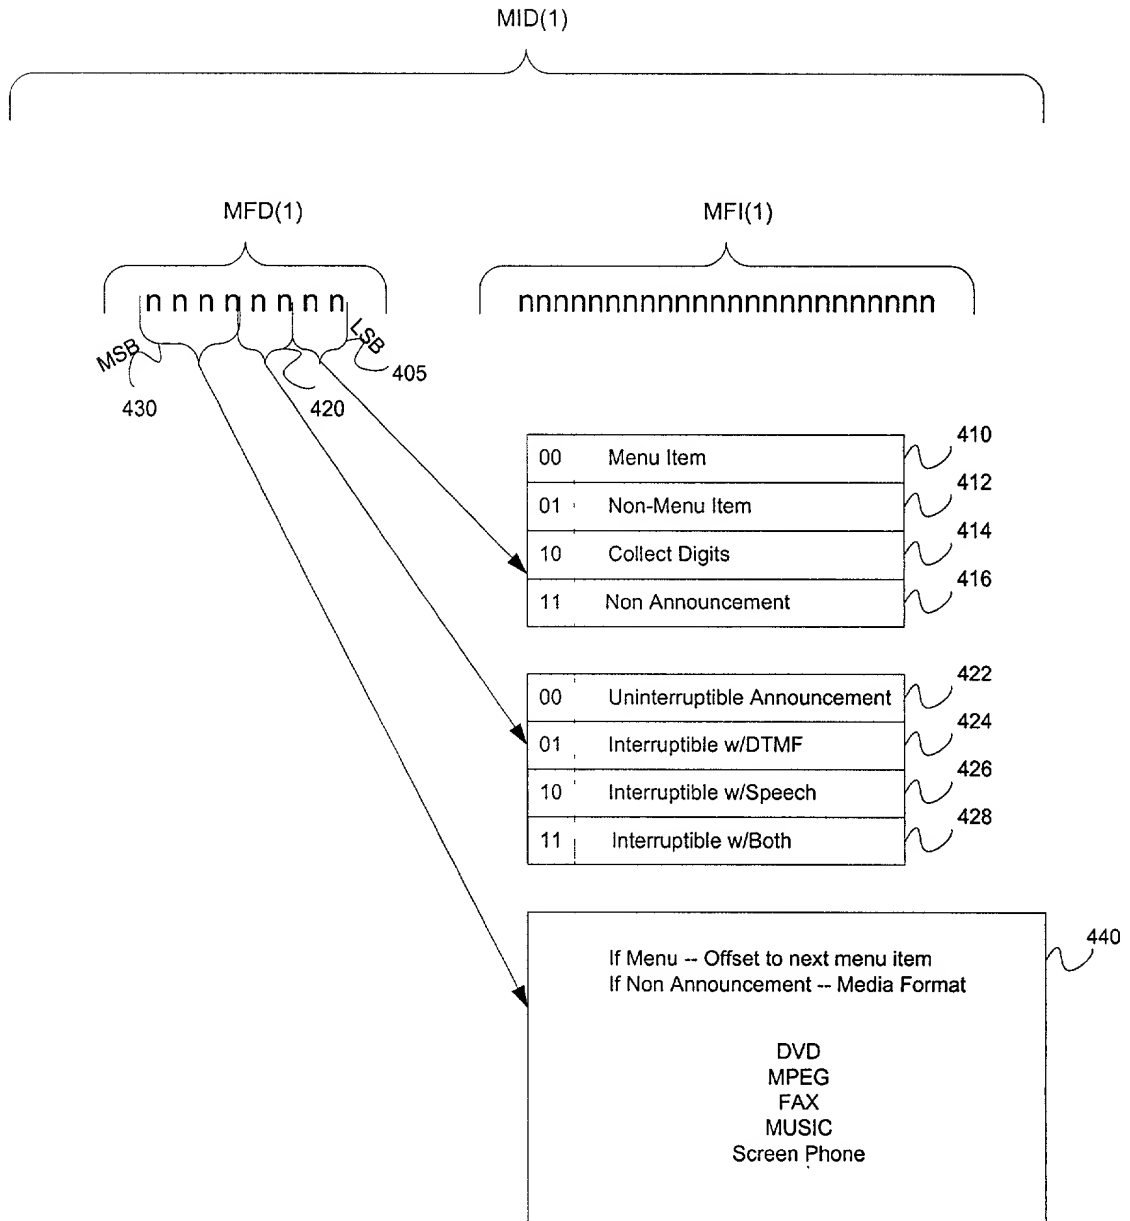 MID(1)
MFD(1)
MFI(1)
n n n n n n n n
nnnnnnnnnnnnnnnnnnnnnnnn
MSB
LSB
405
430
420
410
00 Menu Item
412
01 Non-Menu Item
414
10 Collect Digits
416
11 Non Announcement
422
00 Uninterruptible Announcement
424
01 Interruptible w/DTMF
426
10 Interruptible w/Speech
428
11 Interruptible w/Both
440
If Menu -- Offset to next menu item
If Non Announcement -- Media Format
DVD
MPEG
FAX
MUSIC
Screen Phone